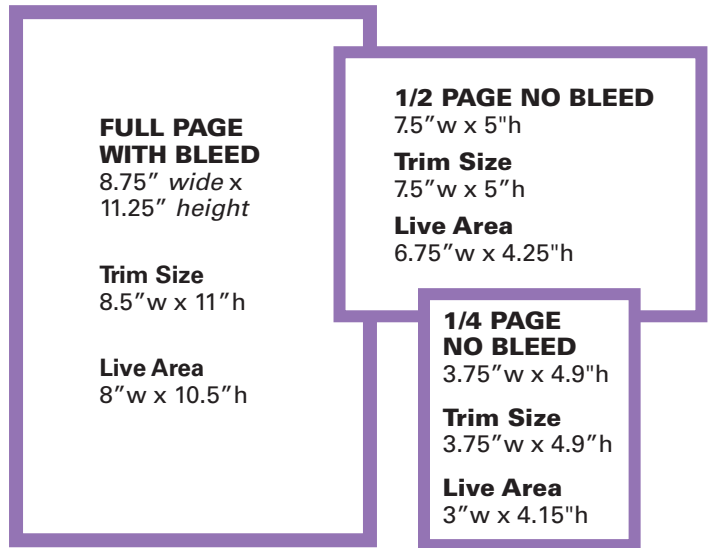 FULL PAGE
WITH BLEED
8.75″ wide x
11.25″ height
Trim Size
8.5″w x 11″h
Live Area
8″w x 10.5″h
1/2 PAGE NO BLEED
7.5″w x 5"h
Trim Size
7.5″w x 5″h
Live Area
6.75″w x 4.25"h
1/4 PAGE
NO BLEED
3.75″w x 4.9"h
Trim Size
3.75″w x 4.9″h
Live Area
3″w x 4.15"h